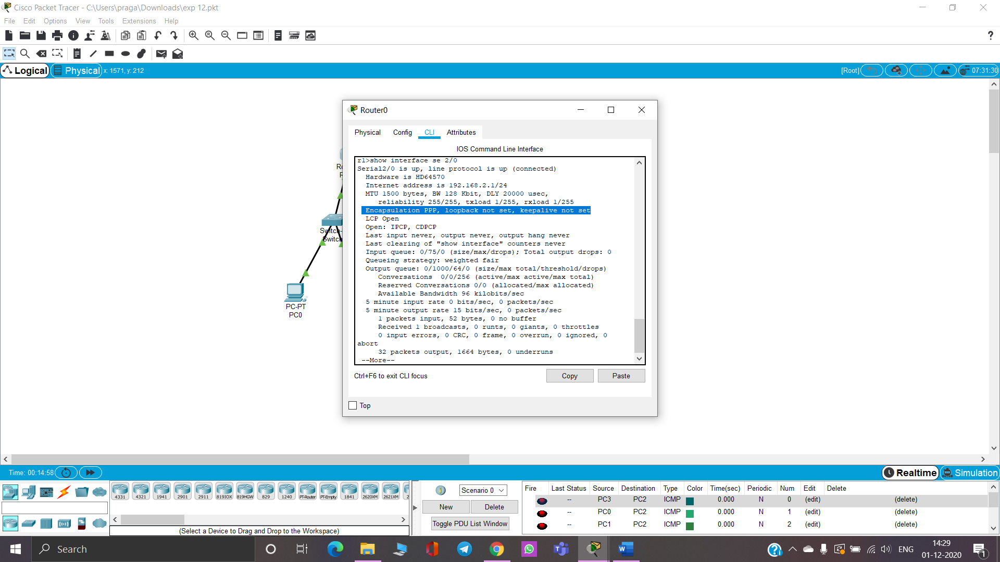 Cisco Packet Tracer - C:\Users\praga\Downloads\exp 12.pkt
File Edit Options View Tools Extensions Help
Logical Physical x: 1571, y: 212 [Root] 07:31:30
Router0
Physical Config CLI Attributes
IOS Command Line Interface
r1>show interface se 2/0
Serial2/0 is up, line protocol is up (connected)
Hardware is HD64570
Internet address is 192.168.2.1/24
MTU 1500 bytes, BW 128 Kbit, DLY 20000 usec,
reliability 255/255, txload 1/255, rxload 1/255
Encapsulation PPP, loopback not set, keepalive not set
LCP Open
Open: IPCP, CDPCP
Last input never, output never, output hang never
Last clearing of "show interface" counters never
Input queue: 0/75/0 (size/max/drops); Total output drops: 0
Queueing strategy: weighted fair
Output queue: 0/1000/64/0 (size/max total/threshold/drops)
Conversations 0/0/256 (active/max active/max total)
Reserved Conversations 0/0 (allocated/max allocated)
Available Bandwidth 96 kilobits/sec
5 minute input rate 0 bits/sec, 0 packets/sec
5 minute output rate 15 bits/sec, 0 packets/sec
1 packets input, 52 bytes, 0 no buffer
Received 1 broadcasts, 0 runts, 0 giants, 0 throttles
0 input errors, 0 CRC, 0 frame, 0 overrun, 0 ignored, 0
abort
32 packets output, 1664 bytes, 0 underruns
--More--
Ctrl+F6 to exit CLI focus Copy Paste
Top
Ro
R
Switch-
Switch
PC-PT
PC0
Time: 00:14:58 Realtime Simulation
4331 4321 1941 2901 2911 819IOX 819HGW 829 1240 PT-Router PT-Empty 1841 2620XM 2621XM 2
(Select a Device to Drag and Drop to the Workspace)
Scenario 0
New Delete
Toggle PDU List Window
Fire Last Status Source Destination Type Color Time(sec) Periodic Num Edit Delete
-- PC3 PC2 ICMP 0.000 N 0 (edit) (delete)
-- PC0 PC2 ICMP 0.000 N 1 (edit) (delete)
-- PC1 PC2 ICMP 0.000 N 2 (edit) (delete)
Search ENG 14:29
01-12-2020
1